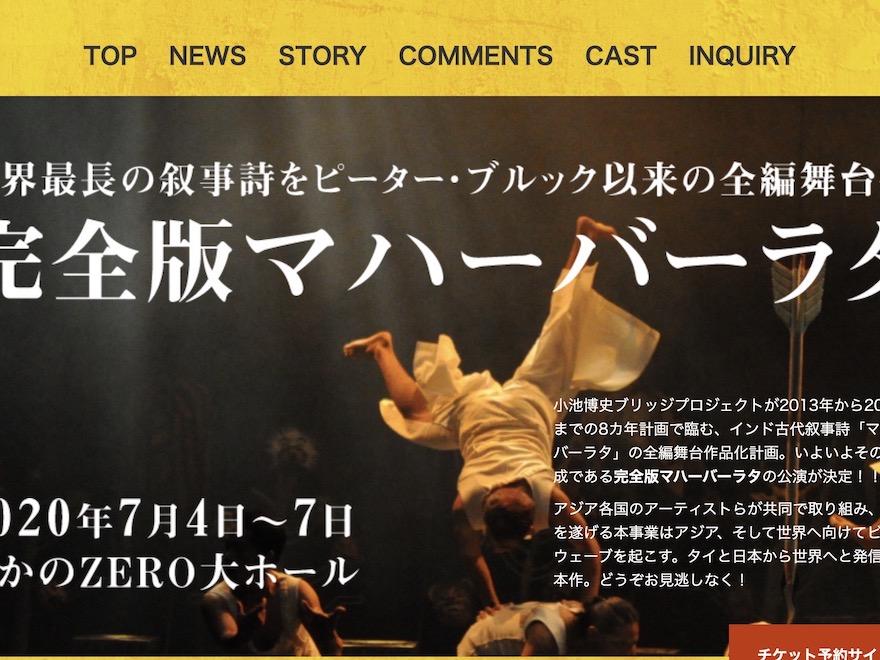 TOP NEWS STORY COMMENTS CAST INQUIRY
界最長の叙事詩をピーター・ブルック以来の全編舞台
完全版マハーバーラタ
小池博史ブリッジプロジェクトが2013年から20
までの8カ年計画で臨む、インド古代叙事詩「マ
バーラタ」の全編舞台作品化計画。いよいよその
成である完全版マハーバーラタの公演が決定！！
アジア各国のアーティストらが共同で取り組み、
を遂げる本事業はアジア、そして世界へ向けてビ
ウェーブを起こす。タイと日本から世界へと発信
本作。どうぞお見逃しなく！
020年7月4日～7日
かのZERO大ホール
チケット予約サイ